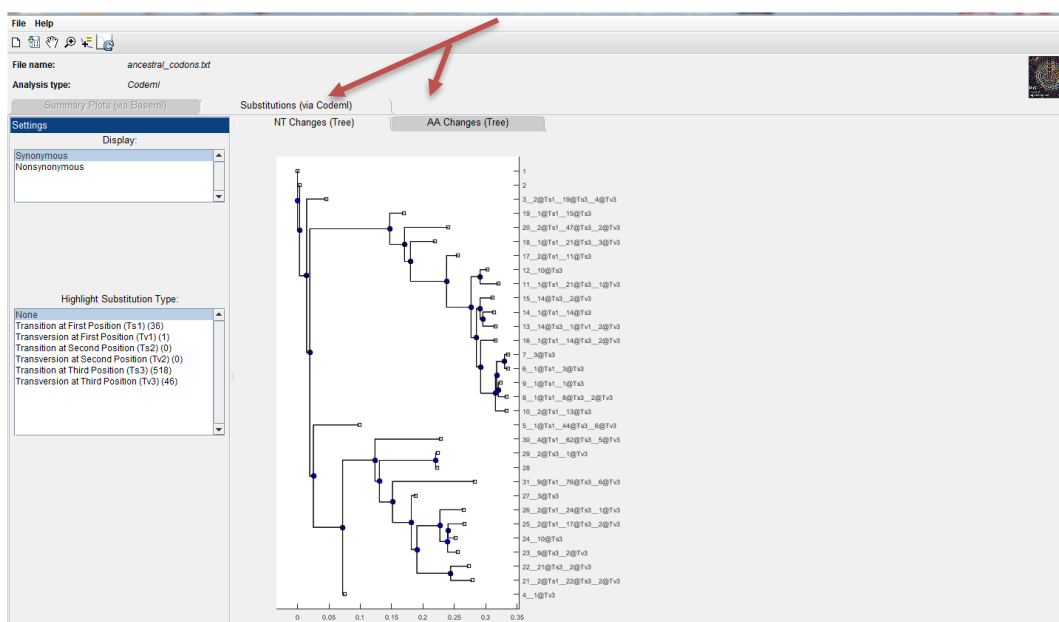 File Help
File name: ancestral_codons.txt
Analysis type: Codeml
Summary Plots (via Baseml) Substitutions (via Codeml)
Settings
NT Changes (Tree) AA Changes (Tree)
Display:
Synonymous
Nonsynonymous
Highlight Substitution Type:
None
Transition at First Position (Ts1) (36)
Transversion at First Position (Tv1) (1)
Transition at Second Position (Ts2) (0)
Transversion at Second Position (Tv2) (0)
Transition at Third Position (Ts3) (518)
Transversion at Third Position (Tv3) (46)
1
2
3__2@Ts1__19@Ts3__4@Tv3
19__1@Ts1__15@Ts3
20__2@Ts1__47@Ts3__2@Tv3
18__1@Ts1__21@Ts3__3@Tv3
17__2@Ts1__11@Ts3
12__10@Ts3
11__1@Ts1__21@Ts3__1@Tv3
15__14@Ts3__2@Tv3
14__1@Ts1__14@Ts3
13__14@Ts3__1@Tv1__2@Tv3
16__1@Ts1__14@Ts3__2@Tv3
7__3@Ts3
6__1@Ts1__3@Ts3
9__1@Ts1__1@Ts3
8__1@Ts1__8@Ts3__2@Tv3
10__2@Ts1__13@Ts3
5__1@Ts1__44@Ts3__6@Tv3
30__4@Ts1__62@Ts3__5@Tv3
29__2@Ts3__1@Tv3
28
31__9@Ts1__76@Ts3__6@Tv3
27__3@Ts3
26__2@Ts1__24@Ts3__1@Tv3
25__2@Ts1__17@Ts3__2@Tv3
24__10@Ts3
23__9@Ts3__2@Tv3
22__21@Ts3__2@Tv3
21__2@Ts1__22@Ts3__2@Tv3
4__1@Tv3
0 0.05 0.1 0.15 0.2 0.25 0.3 0.35